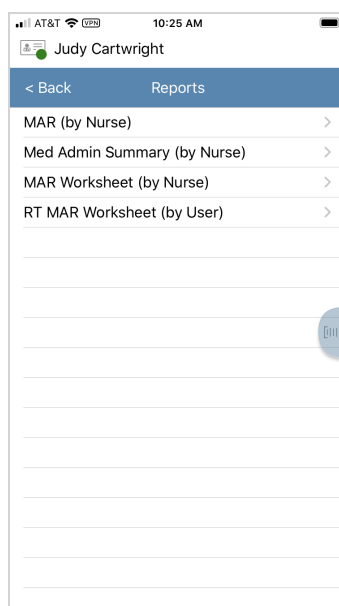 AT&T VPN 10:25 AM
Judy Cartwright
< Back Reports
MAR (by Nurse)
Med Admin Summary (by Nurse)
MAR Worksheet (by Nurse)
RT MAR Worksheet (by User)